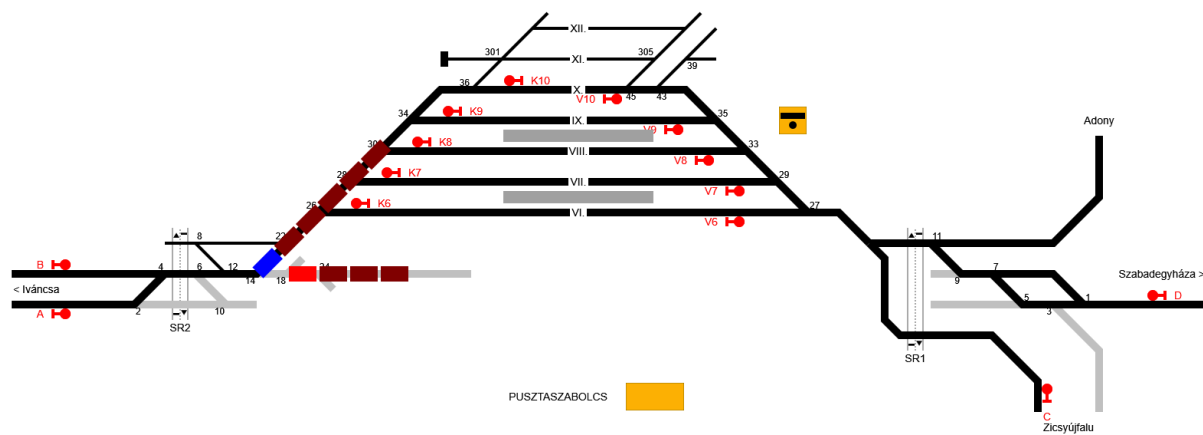 XII.
301
305
XI.
39
36
K10
X.
V10
45
43
34
K9
IX.
35
V9
30
K8
VIII.
33
V8
Adony
28
K7
VII.
29
V7
26
K6
VI.
27
V6
8
22
11
B
4
6
12
14
18
24
9
7
Szabadegyháza >
< Iváncsa
A
2
10
5
3
1
D
SR2
SR1
PUSZTASZABOLCS
C
Zicsyújfalu